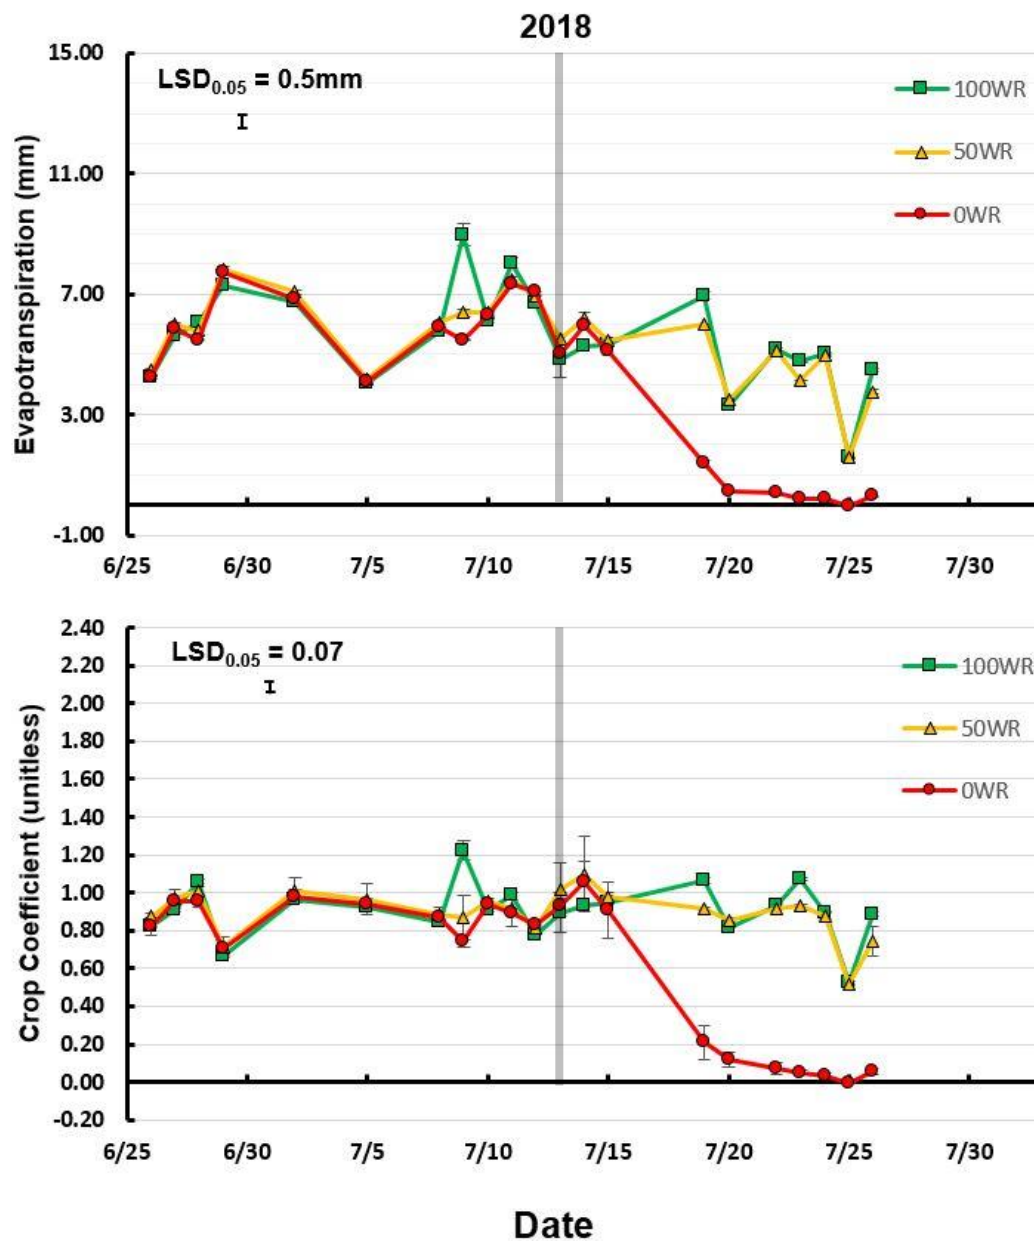 2018
15.00
LSD0.05 = 0.5mm
100WR
50WR
0WR
11.00
7.00
3.00
-1.00
Evapotranspiration (mm)
6/25 6/30 7/5 7/10 7/15 7/20 7/25 7/30
2.40
LSD0.05 = 0.07
2.20
100WR
2.00
1.80
50WR
1.60
0WR
1.40
1.20
1.00
0.80
0.60
0.40
0.20
0.00
-0.20
Crop Coefficient (unitless)
6/25 6/30 7/5 7/10 7/15 7/20 7/25 7/30
Date